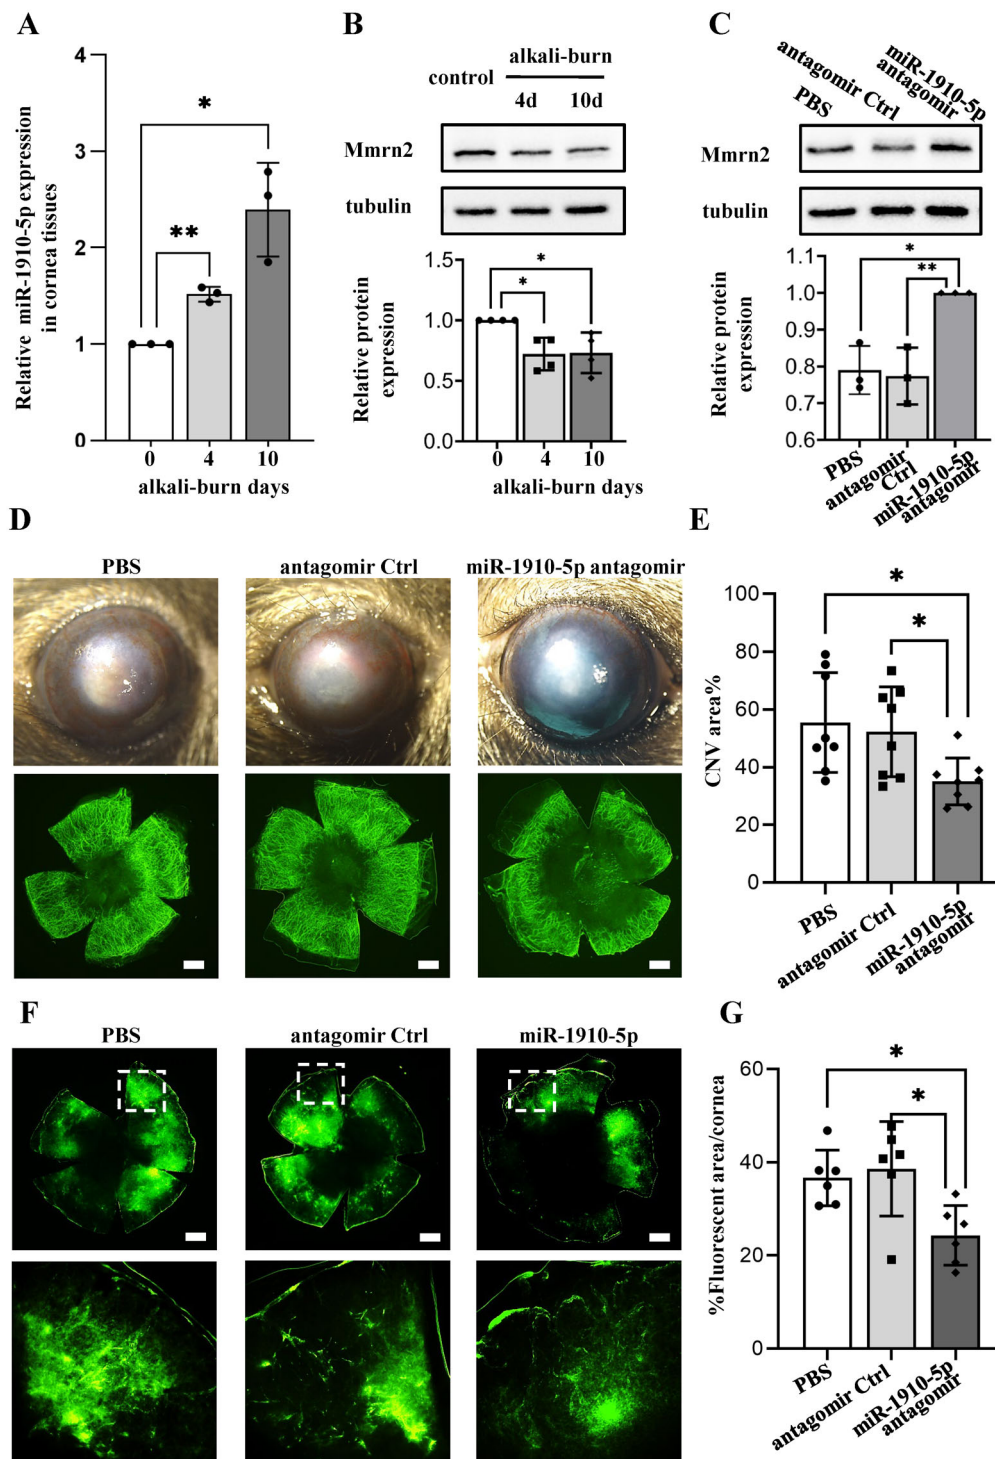 A
Relative miR-1910-5p expression
in cornea tissues
4
3
2
1
0
*
**
0 4 10
alkali-burn days
B
alkali-burn
control
4d 10d
Mmrn2
tubulin
Relative protein
expression
1.5
1.0
0.5
0.0
*
*
0 4 10
alkali-burn days
C
PBS
antagomir Ctrl
miR-1910-5p
antagomir
Mmrn2
tubulin
Relative protein
expression
1.0
0.9
0.8
0.7
0.6
*
**
PBS
antagomir
Ctrl
miR-1910-5p
antagomir
D
PBS
antagomir Ctrl
miR-1910-5p antagomir
E
CNV area%
100
80
60
40
20
0
*
*
PBS
antagomir Ctrl
miR-1910-5p
antagomir
F
PBS
antagomir Ctrl
miR-1910-5p
G
%Fluorescent area/cornea
60
40
20
0
*
*
PBS
antagomir Ctrl
miR-1910-5p
antagomir